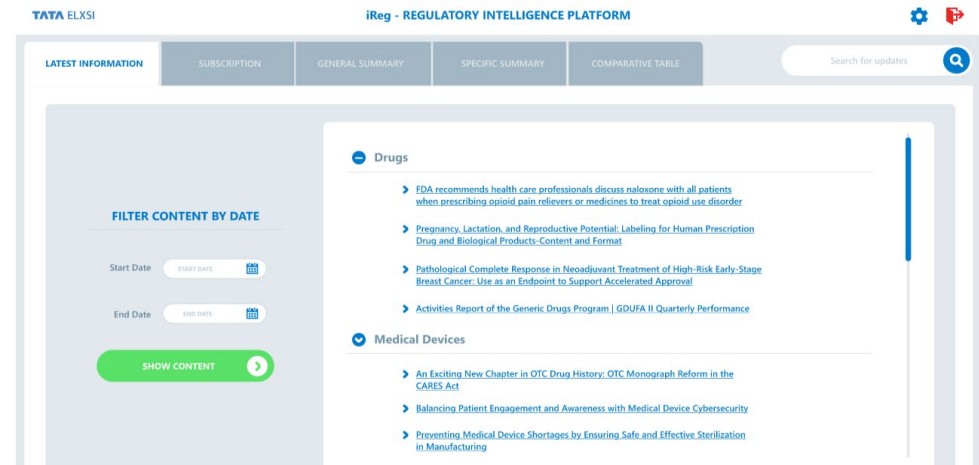 TATA ELXSI
iReg - REGULATORY INTELLIGENCE PLATFORM
LATEST INFORMATION
SUBSCRIPTION
GENERAL SUMMARY
SPECIFIC SUMMARY
COMPARATIVE TABLE
Search for updates
FILTER CONTENT BY DATE
Start Date
START DATE
End Date
END DATE
SHOW CONTENT
Drugs
FDA recommends health care professionals discuss naloxone with all patients
when prescribing opioid pain relievers or medicines to treat opioid use disorder
Pregnancy, Lactation, and Reproductive Potential: Labeling for Human Prescription
Drug and Biological Products-Content and Format
Pathological Complete Response in Neoadjuvant Treatment of High-Risk Early-Stage
Breast Cancer: Use as an Endpoint to Support Accelerated Approval
Activities Report of the Generic Drugs Program | GDUFA II Quarterly Performance
Medical Devices
An Exciting New Chapter in OTC Drug History: OTC Monograph Reform in the
CARES Act
Balancing Patient Engagement and Awareness with Medical Device Cybersecurity
Preventing Medical Device Shortages by Ensuring Safe and Effective Sterilization
in Manufacturing